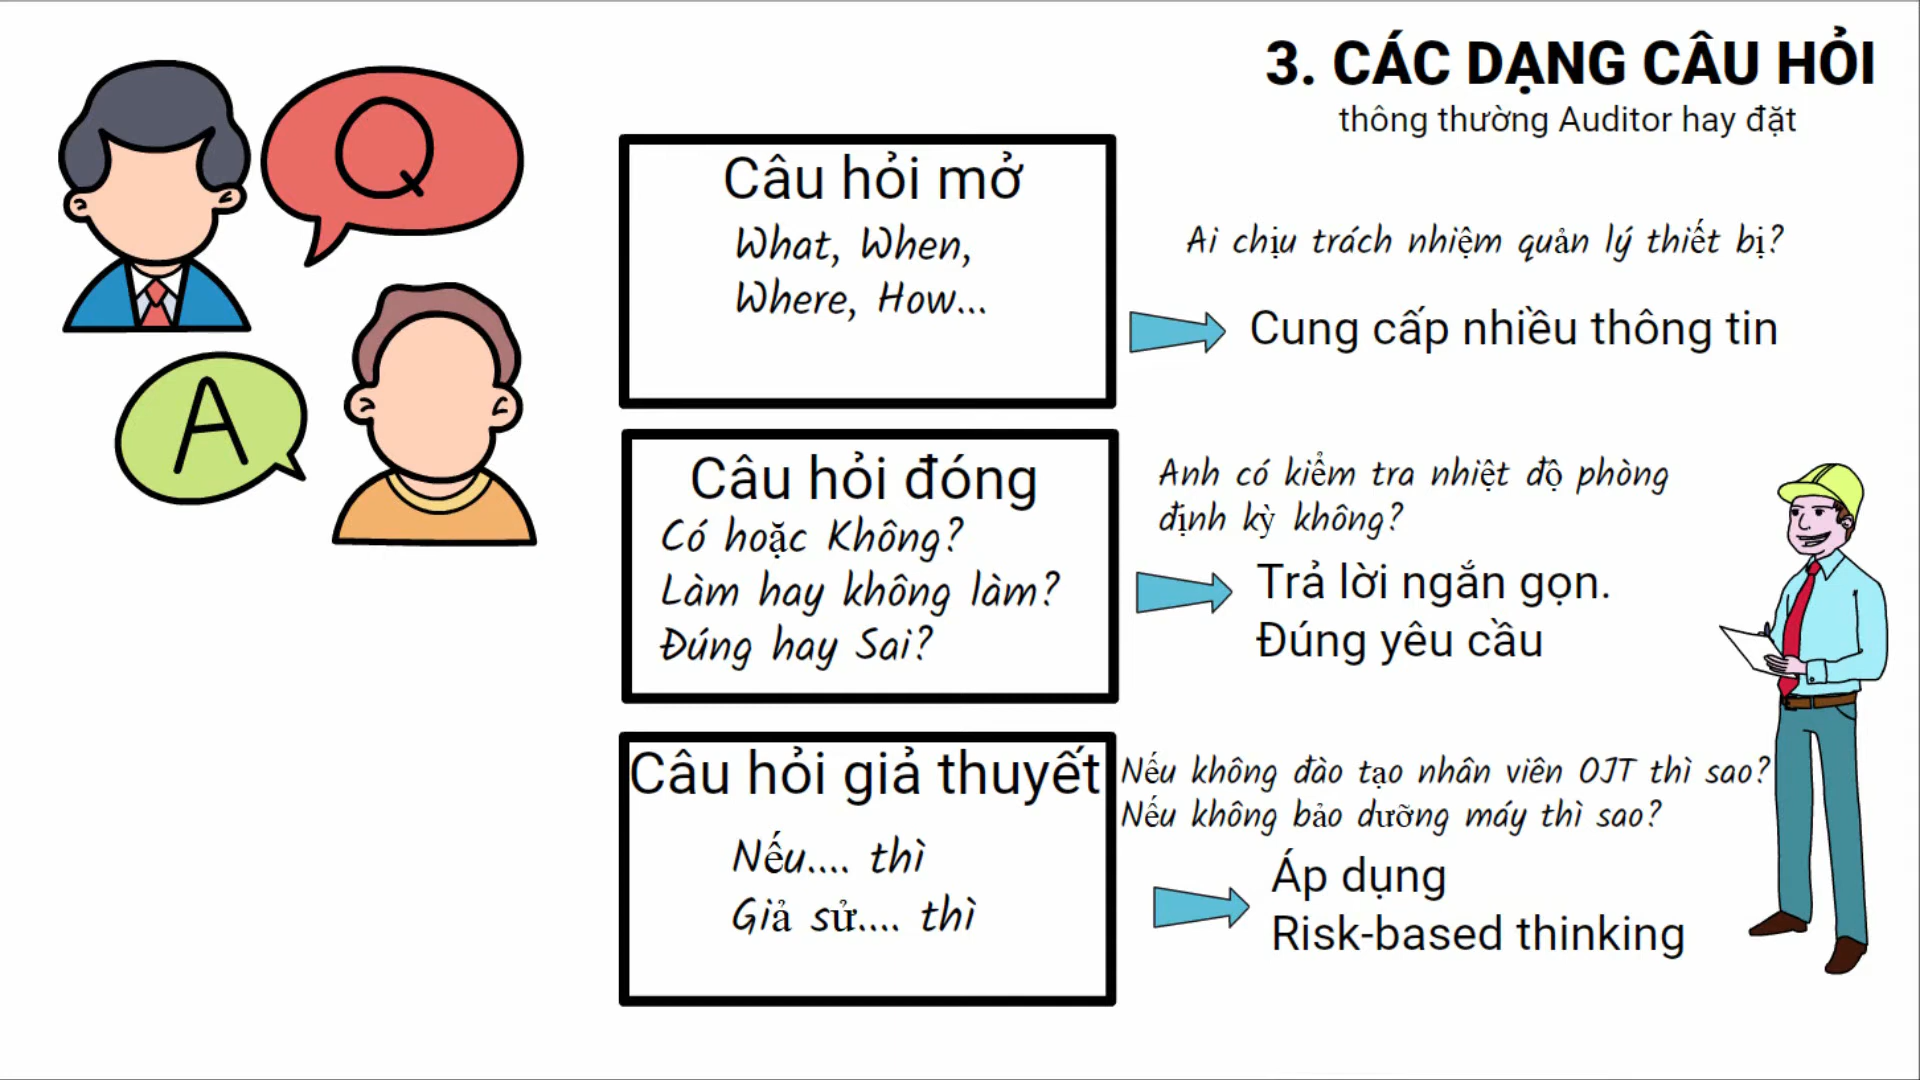 3. CÁC DẠNG CÂU HỎI
thông thường Auditor hay đặt
Q
A
Câu hỏi mở
What, When,
Where, How...
Ai chịu trách nhiệm quản lý thiết bị?
Cung cấp nhiều thông tin
Câu hỏi đóng
Có hoặc Không?
Làm hay không làm?
Đúng hay Sai?
Anh có kiểm tra nhiệt độ phòng
định kỳ không?
Trả lời ngắn gọn.
Đúng yêu cầu
Câu hỏi giả thuyết
Nếu.... thì
Giả sử.... thì
Nếu không đào tạo nhân viên OJT thì sao?
Nếu không bảo dưỡng máy thì sao?
Áp dụng
Risk-based thinking